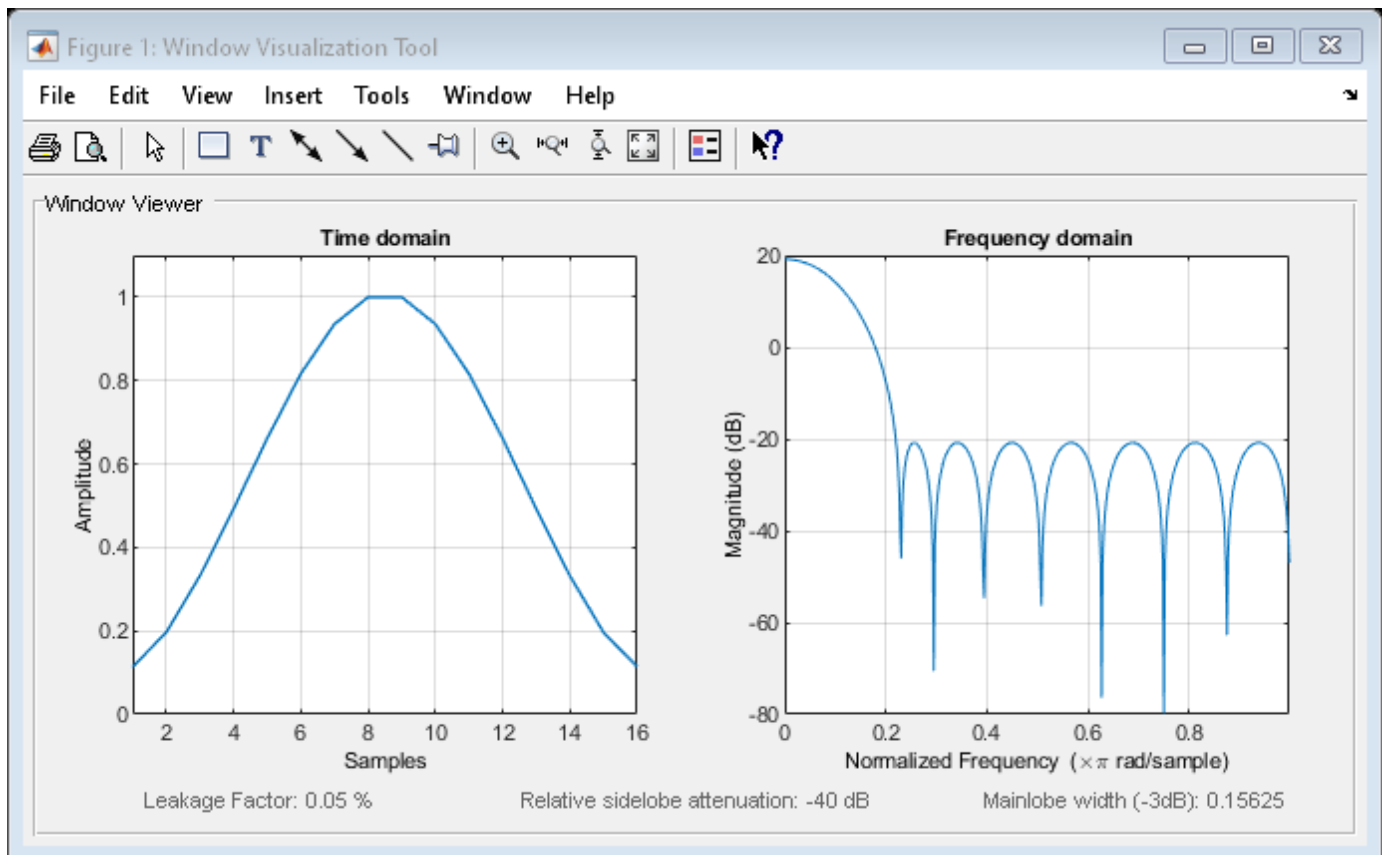 Figure 1: Window Visualization Tool
File Edit View Insert Tools Window Help
T
?
Window Viewer
Time domain
1
0.8
0.6
0.4
0.2
0
Amplitude
2 4 6 8 10 12 14 16
Samples
Frequency domain
20
0
-20
-40
-60
-80
Magnitude (dB)
0 0.2 0.4 0.6 0.8
Normalized Frequency (×π rad/sample)
Leakage Factor: 0.05 % Relative sidelobe attenuation: -40 dB Mainlobe width (-3dB): 0.15625